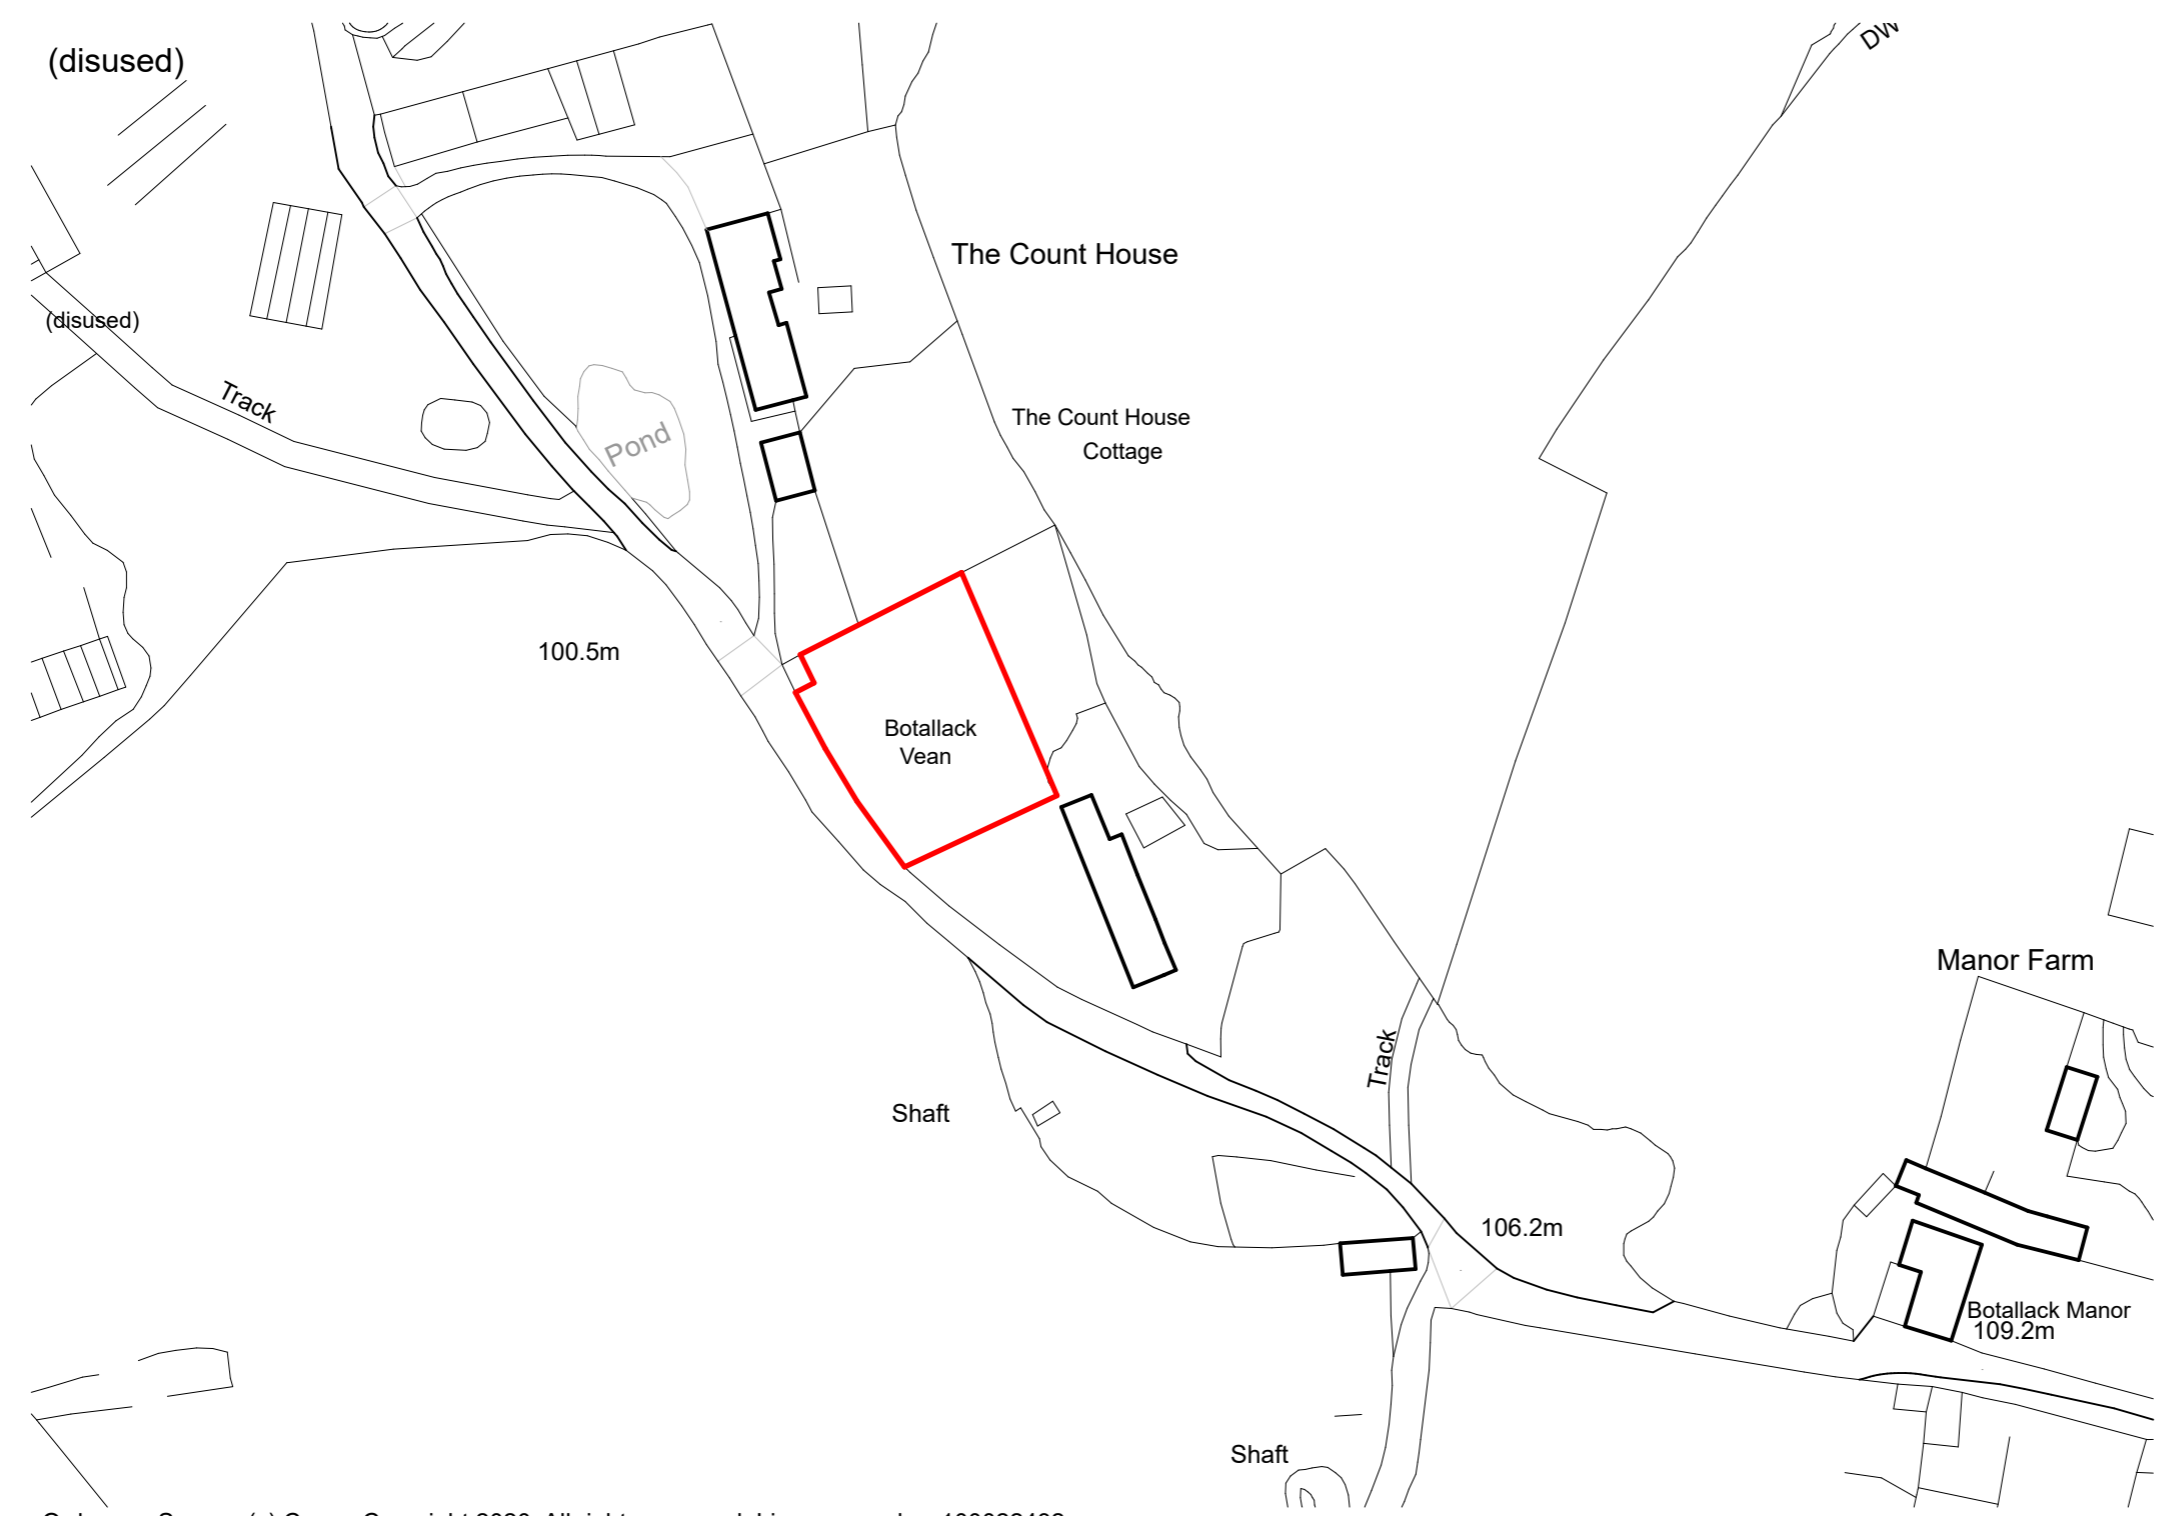 (disused)
DW
The Count House
(disused)
Track
The Count House
Cottage
Pond
100.5m
Botallack
Vean
Manor Farm
Track
Shaft
106.2m
Botallack Manor
109.2m
Shaft